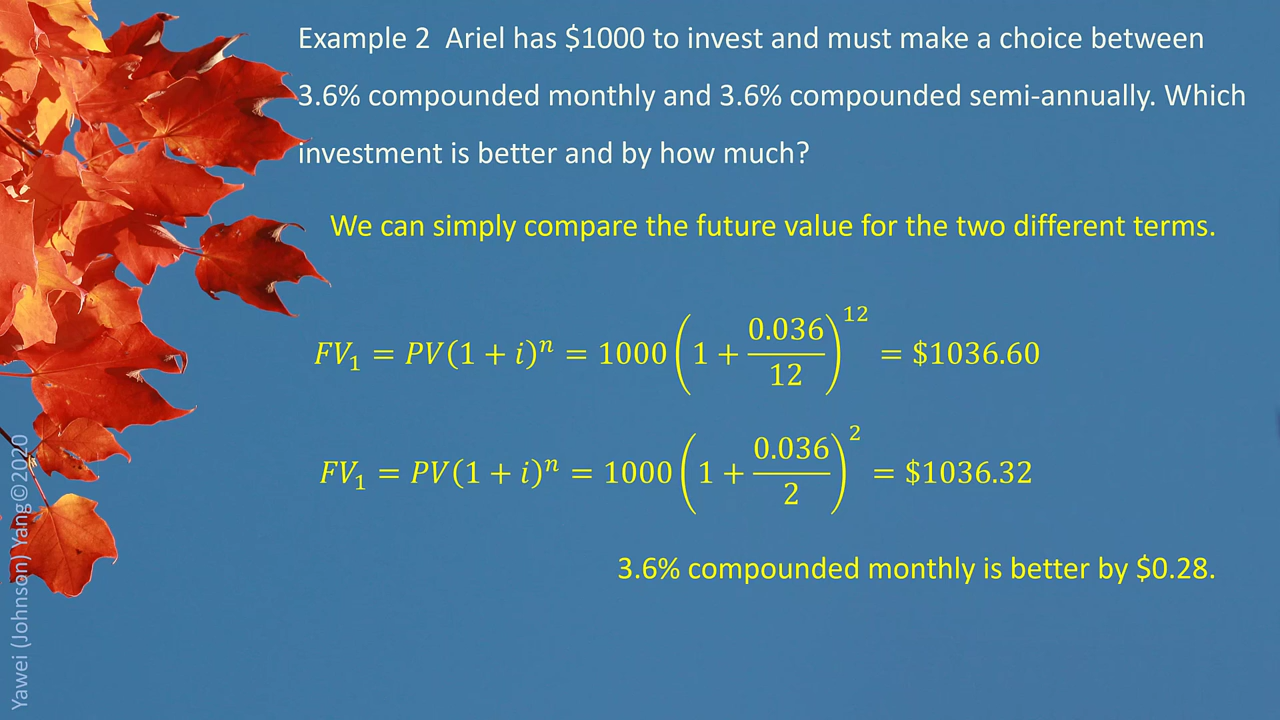 Example 2  Ariel has $1000 to invest and must make a choice between
3.6% compounded monthly and 3.6% compounded semi-annually. Which
investment is better and by how much?
We can simply compare the future value for the two different terms.
FV₁ = PV(1 + i)ⁿ = 1000(1 + 0.036/12)¹² = $1036.60
FV₁ = PV(1 + i)ⁿ = 1000(1 + 0.036/2)² = $1036.32
3.6% compounded monthly is better by $0.28.
Yawei (Johnson) Yang©2020